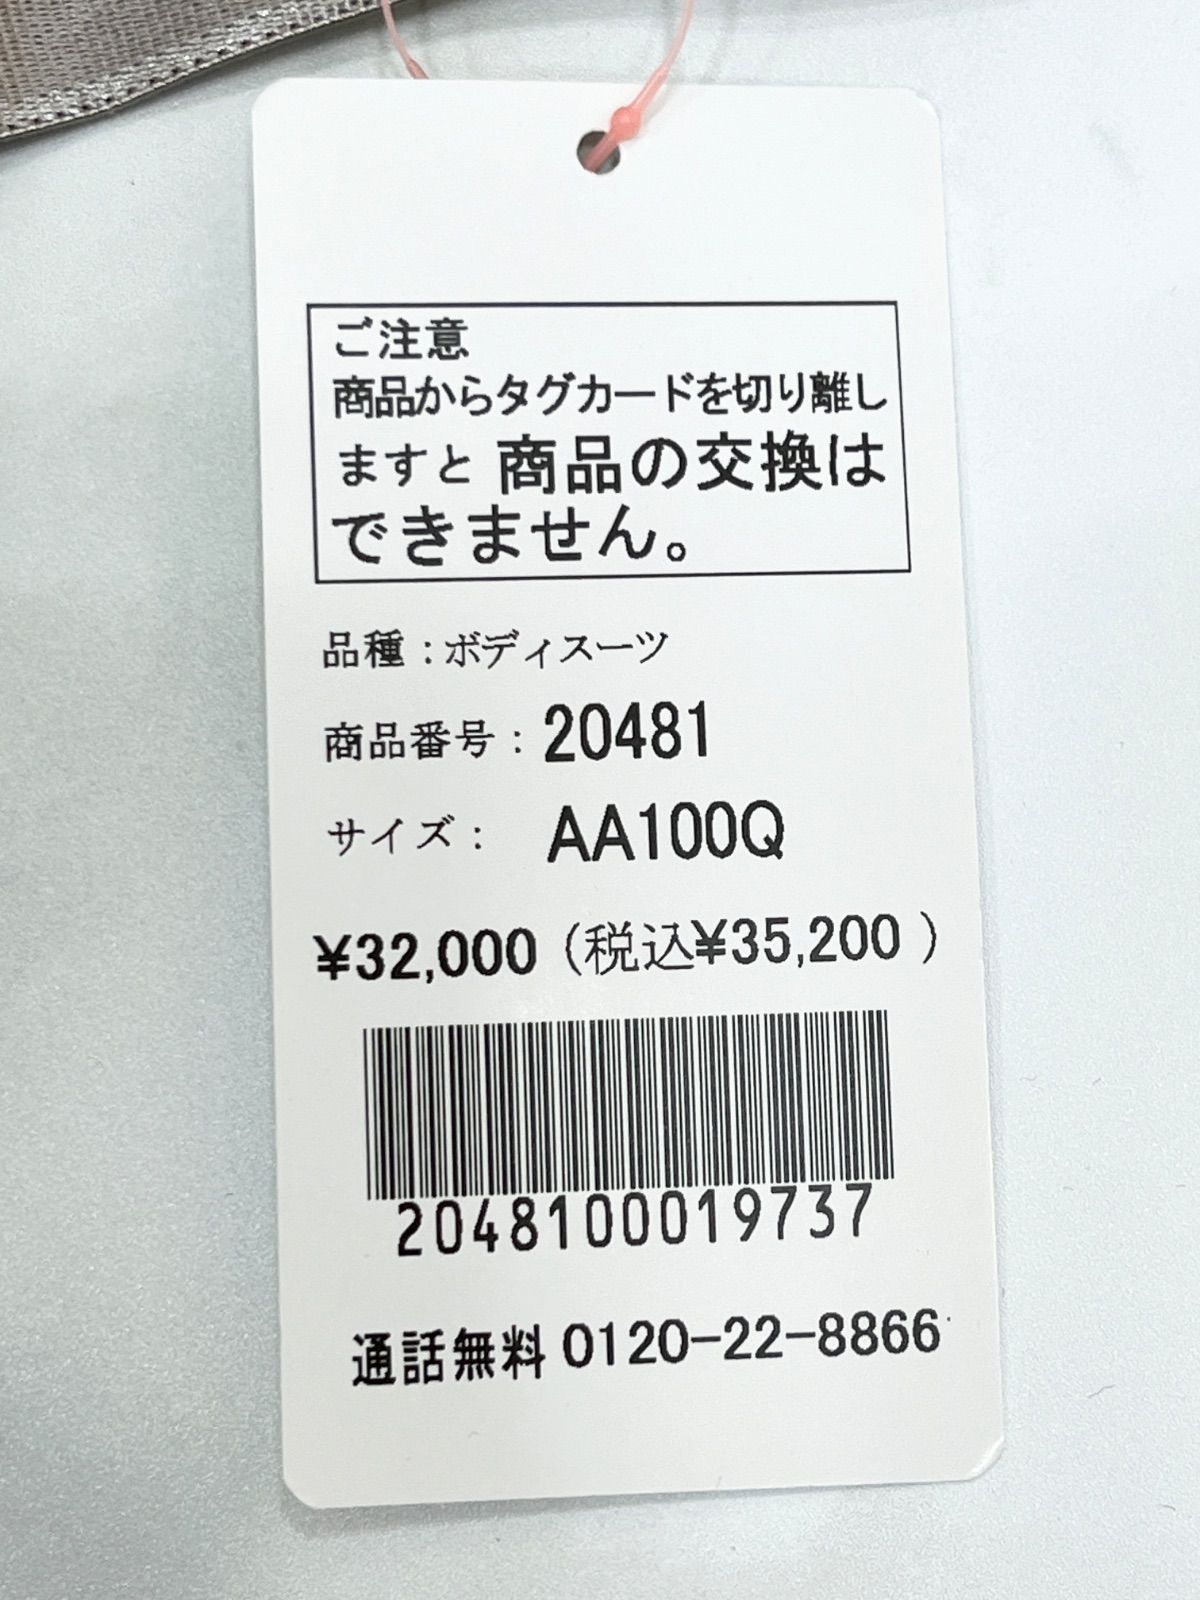 ご注意
商品からタグカードを切り離し
ますと 商品の交換は
できません。
品種：ボディスーツ
商品番号：20481
サイズ： AA100Q
¥32,000（税込¥35,200）
2048100019737
通話無料 0120-22-8866